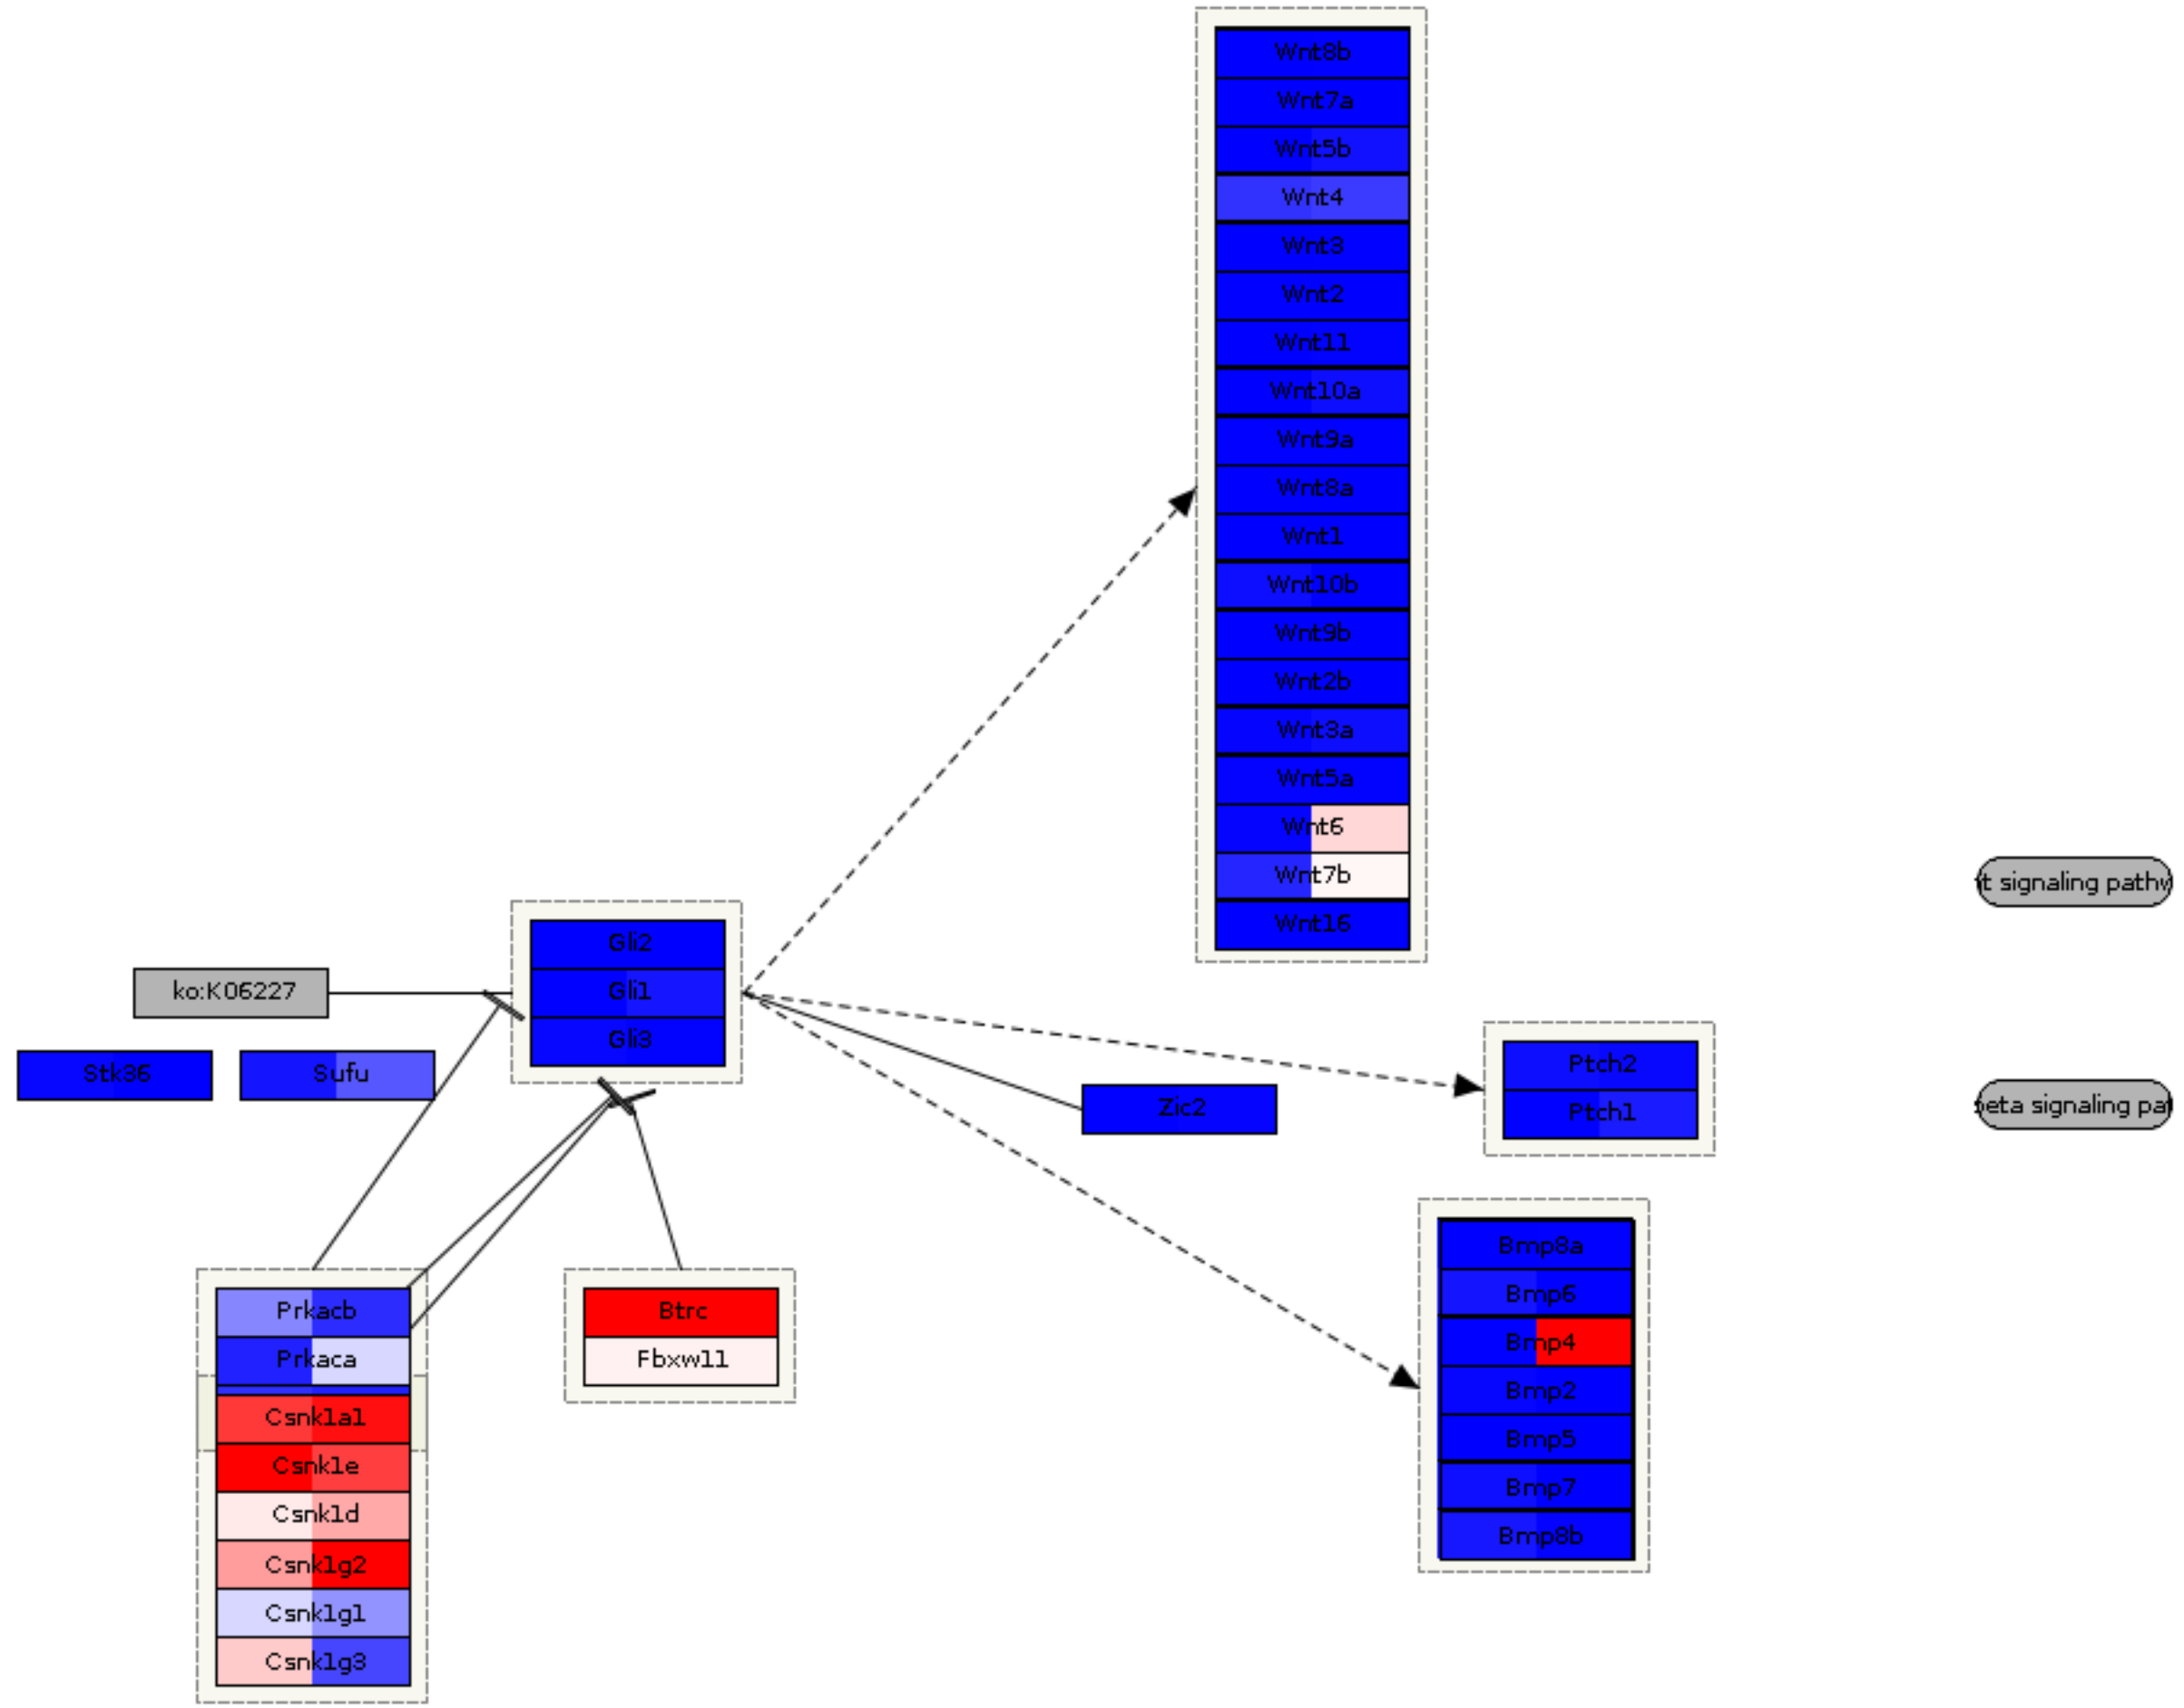 Wnt8b
Wnt7a
Wnt5b
Wnt4
Wnt3
Wnt2
Wnt11
Wnt10a
Wnt9a
Wnt8a
Wnt1
Wnt10b
Wnt9b
Wnt2b
Wnt3a
Wnt5a
Wnt6
Wnt7b
Wnt16
t signaling pathw
Gli2
Gli1
Gli3
ko:K06227
Stk36
Sufu
Zic2
Ptch2
Ptch1
beta signaling pat
Bmp8a
Bmp6
Bmp4
Bmp2
Bmp5
Bmp7
Bmp8b
Prkacb
Prkaca
Csnk1a1
Csnk1e
Csnk1d
Csnk1g2
Csnk1g1
Csnk1g3
Btrc
Fbxw11